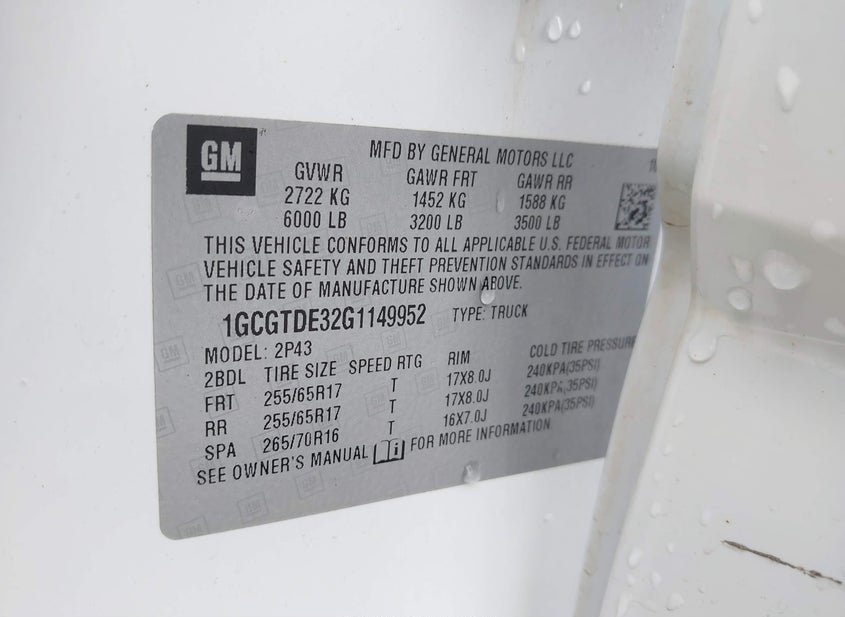 GM
MFD BY GENERAL MOTORS LLC
GVWR GAWR FRT GAWR RR
2722 KG 1452 KG 1588 KG
6000 LB 3200 LB 3500 LB
THIS VEHICLE CONFORMS TO ALL APPLICABLE U.S. FEDERAL MOTOR
VEHICLE SAFETY AND THEFT PREVENTION STANDARDS IN EFFECT ON
THE DATE OF MANUFACTURE SHOWN ABOVE.
1GCGTDE32G1149952 TYPE: TRUCK
MODEL: 2P43
2BDL TIRE SIZE SPEED RTG RIM COLD TIRE PRESSURE
FRT 255/65R17 T 17X8.0J 240KPA(35PSI)
RR 255/65R17 T 17X8.0J 240KPA(35PSI)
SPA 265/70R16 T 16X7.0J 240KPA(35PSI)
SEE OWNER'S MANUAL FOR MORE INFORMATION